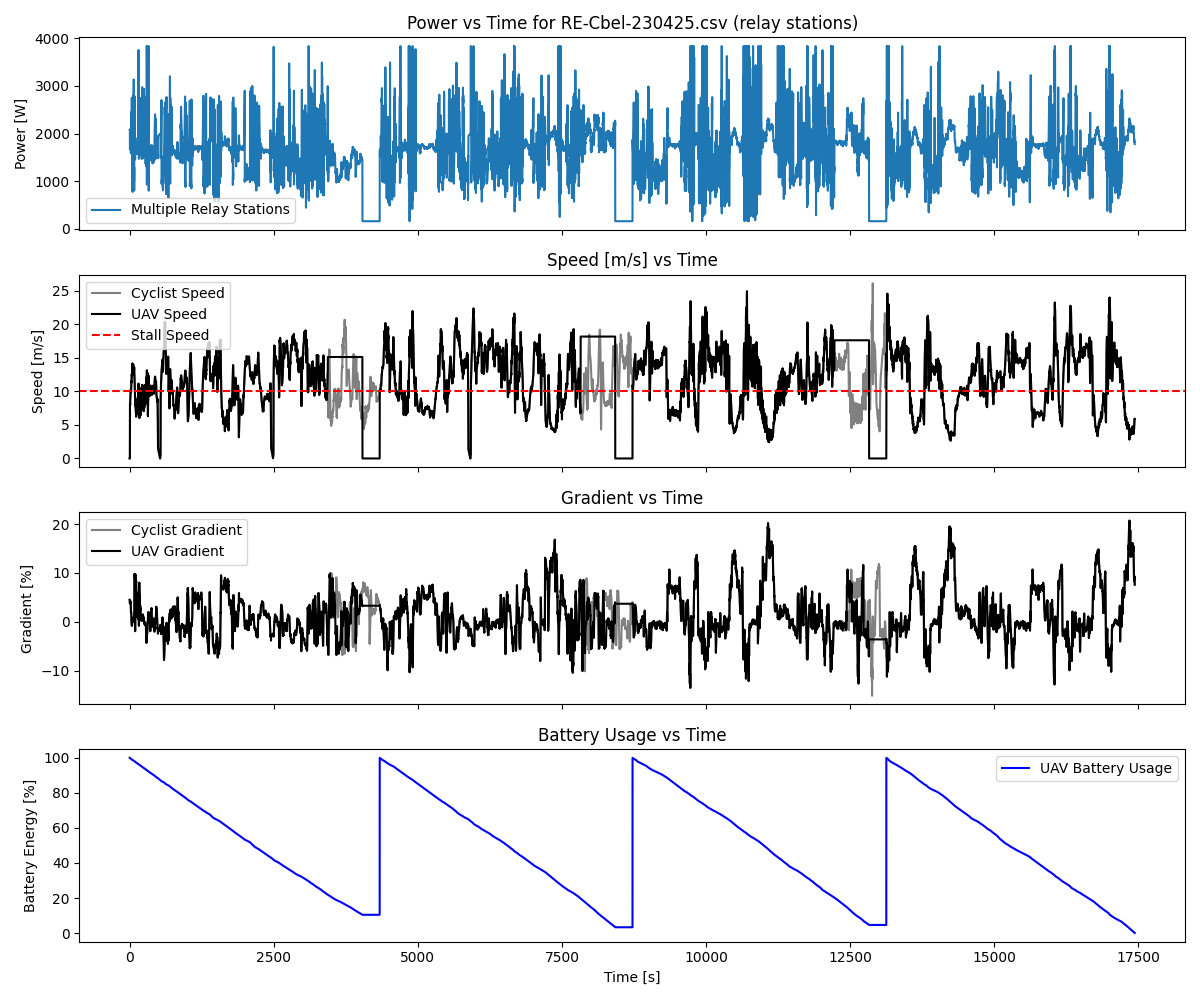 Power vs Time for RE-Cbel-230425.csv (relay stations)
4000
3000
2000
1000
0
Power [W]
Multiple Relay Stations
Speed [m/s] vs Time
25
20
15
10
5
0
Speed [m/s]
Cyclist Speed
UAV Speed
Stall Speed
Gradient vs Time
20
10
0
−10
Gradient [%]
Cyclist Gradient
UAV Gradient
Battery Usage vs Time
100
80
60
40
20
0
Battery Energy [%]
UAV Battery Usage
0 2500 5000 7500 10000 12500 15000 17500
Time [s]